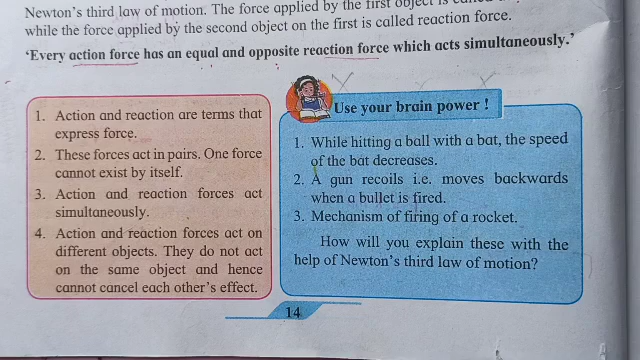 Newton's third law of motion. The force applied by the first object is
while the force applied by the second object on the first is called reaction force.
'Every action force has an equal and opposite reaction force which acts simultaneously.'
1. Action and reaction are terms that
express force.
2. These forces act in pairs. One force
cannot exist by itself.
3. Action and reaction forces act
simultaneously.
4. Action and reaction forces act on
different objects. They do not act
on the same object and hence
cannot cancel each other's effect.
Use your brain power !
1. While hitting a ball with a bat, the speed
of the bat decreases.
2. A gun recoils i.e. moves backwards
when a bullet is fired.
3. Mechanism of firing of a rocket.
How will you explain these with the
help of Newton's third law of motion?
14